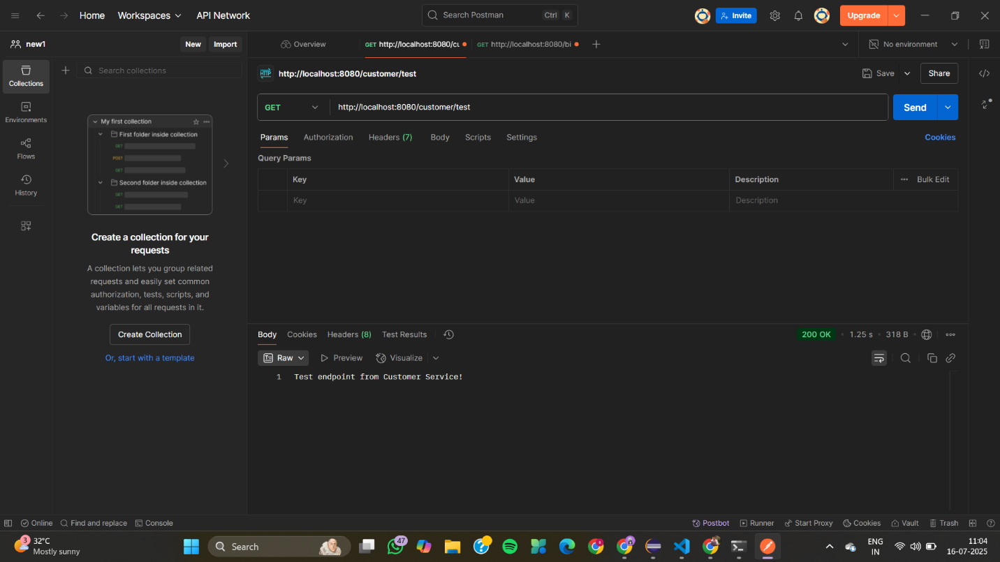 Home
Workspaces
API Network
Search Postman
Ctrl K
Invite
Upgrade
new1
New
Import
Overview
GET http://localhost:8080/cu
GET http://localhost:8080/bi
No environment
Collections
Environments
Flows
History
Search collections
My first collection
First folder inside collection
GET
POST
GET
Second folder inside collection
GET
GET
Create a collection for your
requests
A collection lets you group related
requests and easily set common
authorization, tests, scripts, and
variables for all requests in it.
Create Collection
Or, start with a template
HTTP http://localhost:8080/customer/test
Save
Share
GET
http://localhost:8080/customer/test
Send
Params
Authorization
Headers (7)
Body
Scripts
Settings
Cookies
Query Params
Key
Value
Description
Bulk Edit
Key
Value
Description
Body
Cookies
Headers (8)
Test Results
200 OK
1.25 s
318 B
Raw
Preview
Visualize
1 Test endpoint from Customer Service!
Online
Find and replace
Console
Postbot
Runner
Start Proxy
Cookies
Vault
Trash
3
32°C
Mostly sunny
Search
47
ENG
IN
11:04
16-07-2025